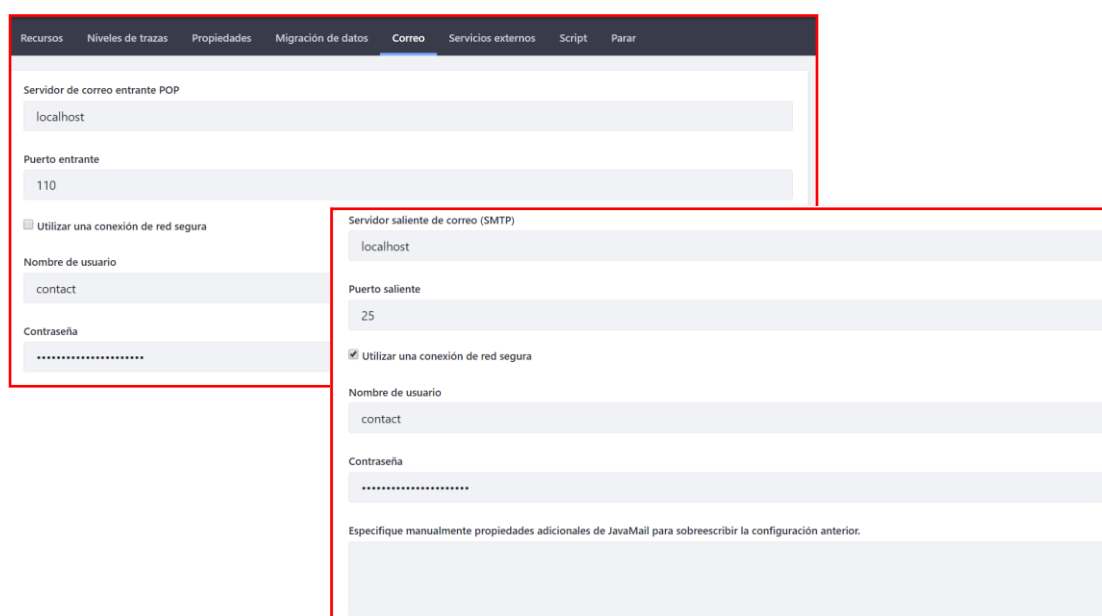 Recursos Niveles de trazas Propiedades Migración de datos Correo Servicios externos Script Parar
Servidor de correo entrante POP
localhost
Puerto entrante
110
Utilizar una conexión de red segura
Nombre de usuario
contact
Contraseña
••••••••••••••••••••••
Servidor saliente de correo (SMTP)
localhost
Puerto saliente
25
Utilizar una conexión de red segura
Nombre de usuario
contact
Contraseña
••••••••••••••••••••••
Especifique manualmente propiedades adicionales de JavaMail para sobreescribir la configuración anterior.